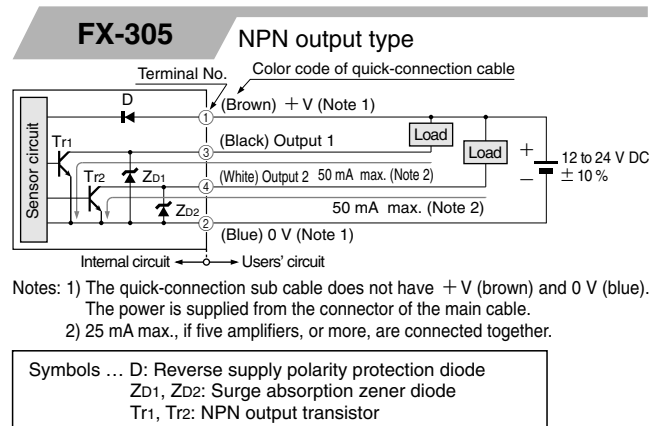 FX-305 NPN output type
Terminal No. Color code of quick-connection cable
D
1 (Brown) +V (Note 1)
Tr1
3 (Black) Output 1
Load
Load
+
−
12 to 24 V DC
± 10 %
Sensor circuit
Tr2
ZD1
4 (White) Output 2 50 mA max. (Note 2)
ZD2
50 mA max. (Note 2)
2
(Blue) 0 V (Note 1)
Internal circuit Users' circuit
Notes: 1) The quick-connection sub cable does not have +V (brown) and 0 V (blue).
The power is supplied from the connector of the main cable.
2) 25 mA max., if five amplifiers, or more, are connected together.
Symbols … D: Reverse supply polarity protection diode
ZD1, ZD2: Surge absorption zener diode
Tr1, Tr2: NPN output transistor